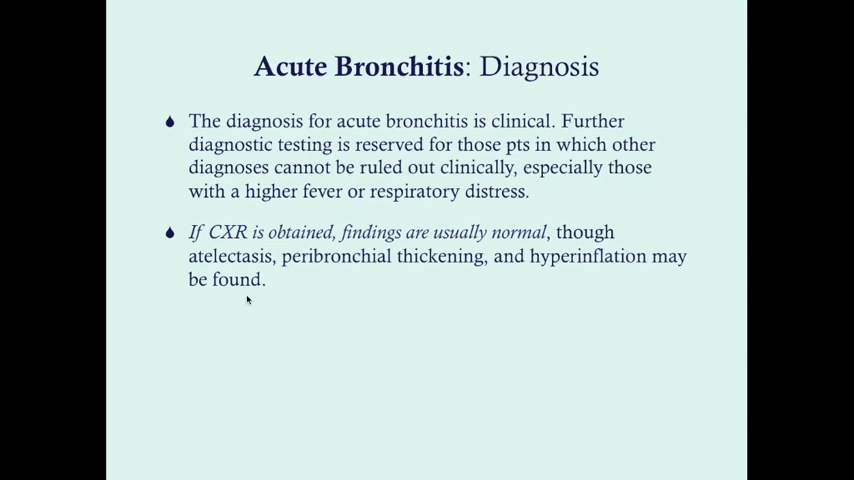 Acute Bronchitis: Diagnosis
The diagnosis for acute bronchitis is clinical. Further
diagnostic testing is reserved for those pts in which other
diagnoses cannot be ruled out clinically, especially those
with a higher fever or respiratory distress.
If CXR is obtained, findings are usually normal, though
atelectasis, peribronchial thickening, and hyperinflation may
be found.